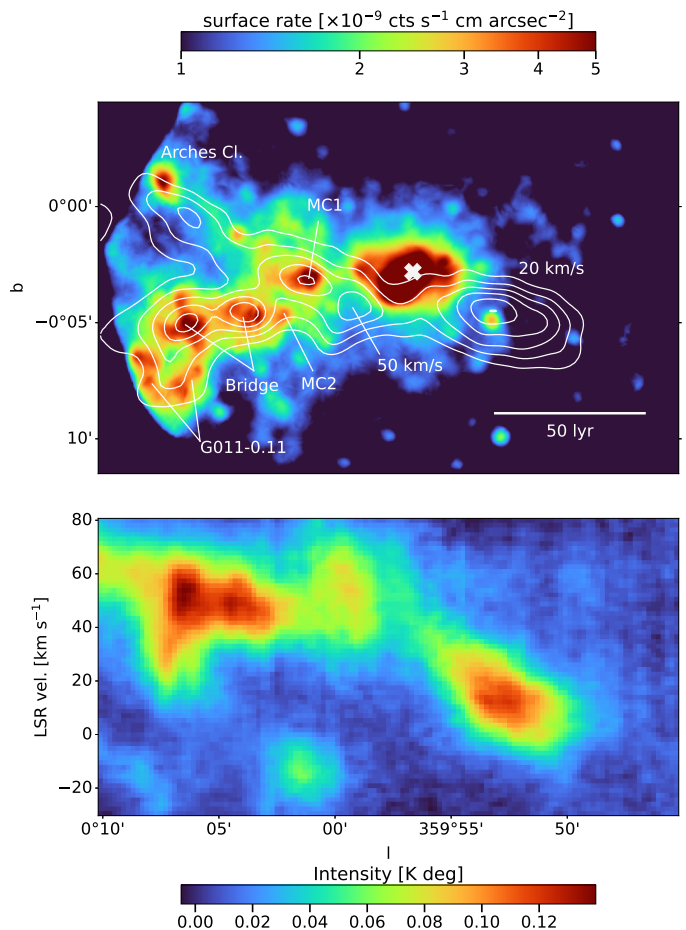 surface rate [×10⁻⁹ cts s⁻¹ cm arcsec⁻²]
1 2 3 4 5
Arches Cl.
0°00'
MC1
20 km/s
b
−0°05'
50 km/s
Bridge
MC2
50 lyr
10'
G011-0.11
80
60
40
20
0
−20
LSR vel. [km s⁻¹]
0°10' 05' 00' 359°55' 50'
l
Intensity [K deg]
0.00 0.02 0.04 0.06 0.08 0.10 0.12